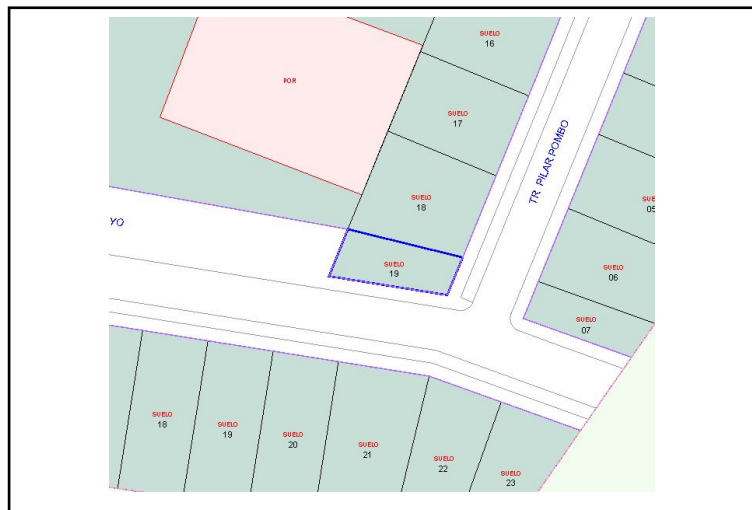 SUELO
16
POR
SUELO
17
TR PILAR POMBO
SUELO
18
SUELO
05
YO
SUELO
19
SUELO
06
SUELO
07
SUELO
18
SUELO
19
SUELO
20
SUELO
21
SUELO
22
SUELO
23